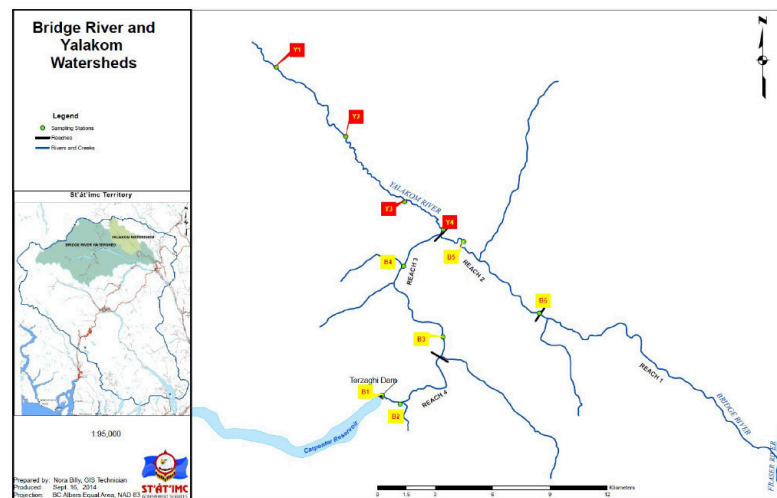 Bridge River and
Yalakom
Watersheds
Legend
Sampling Stations
Reaches
Rivers and Creeks
St'át'imc Territory
YALAKOM WATERSHED
BRIDGE RIVER WATERSHED
1:95,000
Prepared by: Nora Billy, GIS Technician
Produced: Sept. 16, 2014
Projection: BC Albers Equal Area, NAD 83
ST'ÁT'IMC
GOVERNMENT SERVICES
N
Y1
Y2
Y3
YALAKOM RIVER
Y4
B5
REACH 2
B4
REACH 3
B6
B3
REACH 1
Terzaghi Dam
B1
B2
REACH 4
Carpenter Reservoir
BRIDGE RIVER
FRASER RIVER
Kilometers
0 1.5 3 6 9 12